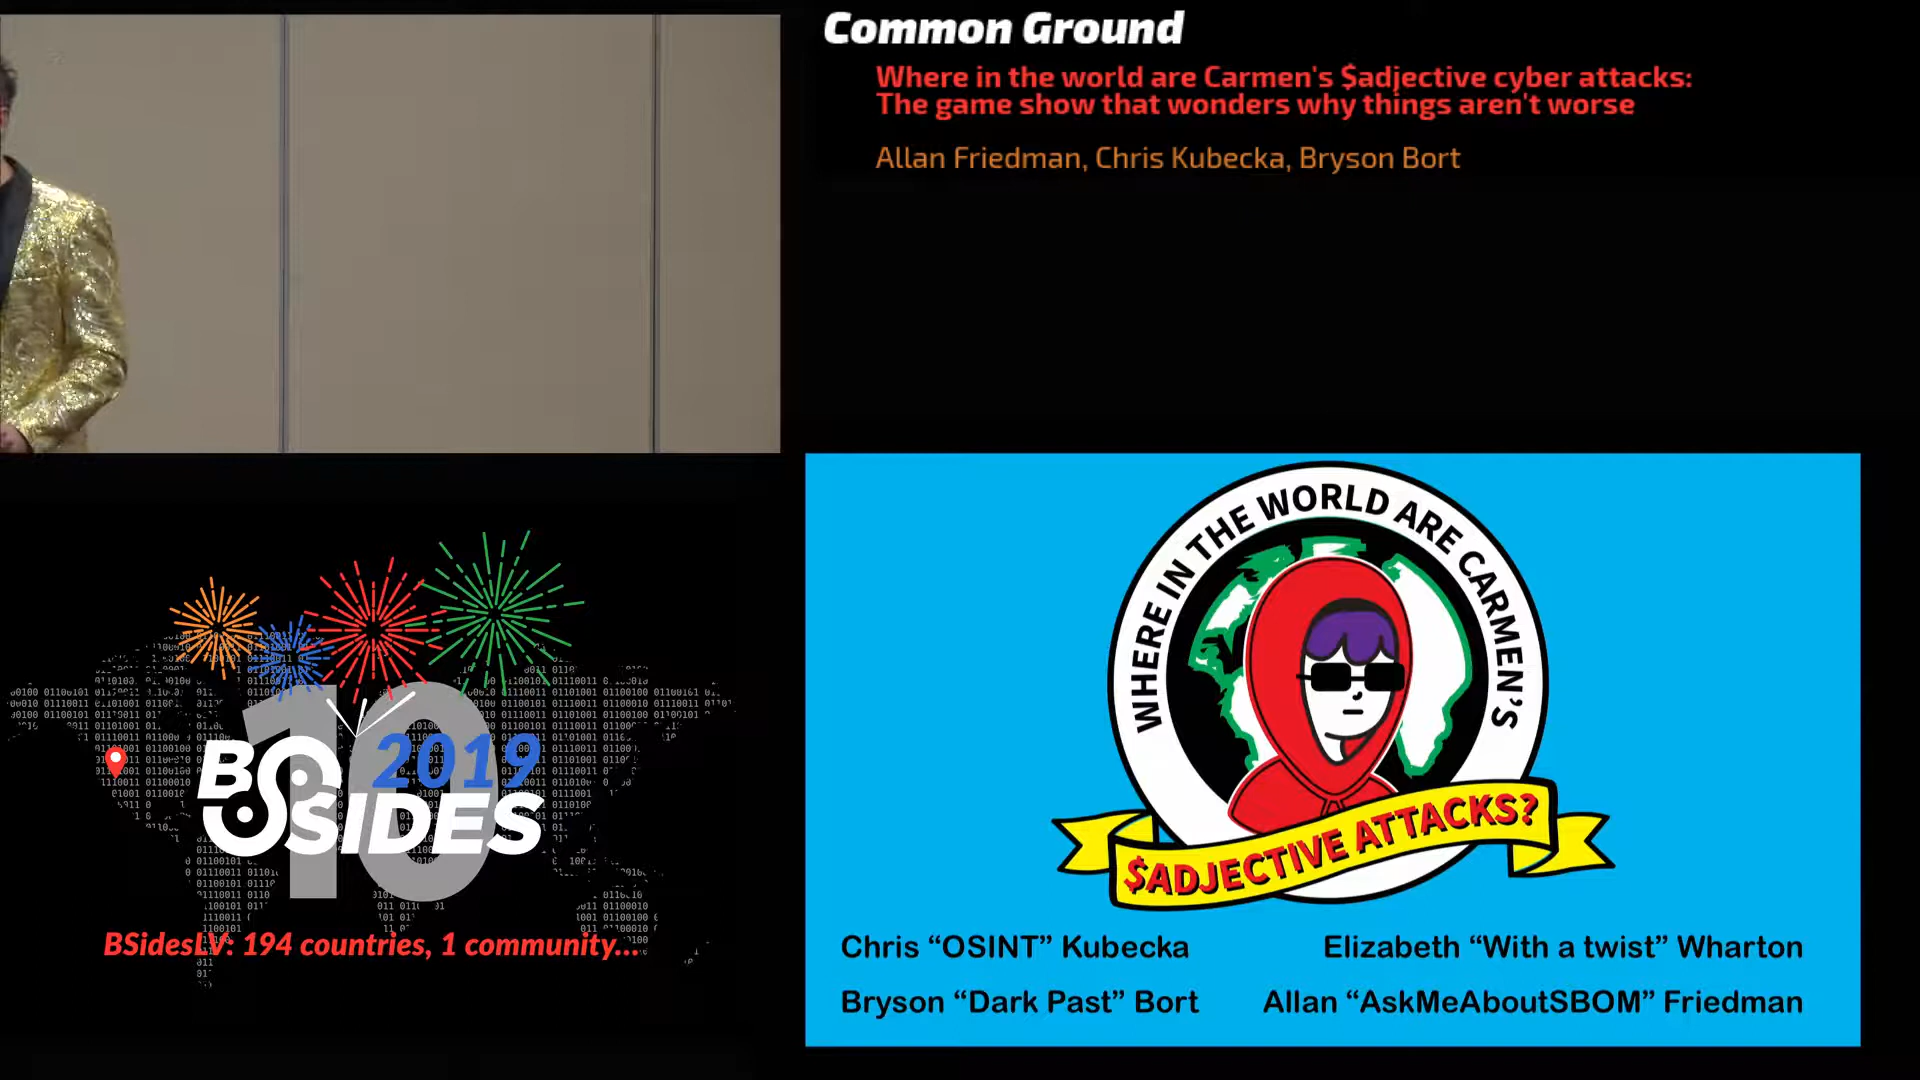 Common Ground
Where in the world are Carmen's $adjective cyber attacks:
The game show that wonders why things aren't worse
Allan Friedman, Chris Kubecka, Bryson Bort
10
2019
BSIDES
BSidesLV: 194 countries, 1 community...
WHERE IN THE WORLD ARE CARMEN'S
$ADJECTIVE ATTACKS?
Chris “OSINT” Kubecka
Elizabeth “With a twist” Wharton
Bryson “Dark Past” Bort
Allan “AskMeAboutSBOM” Friedman